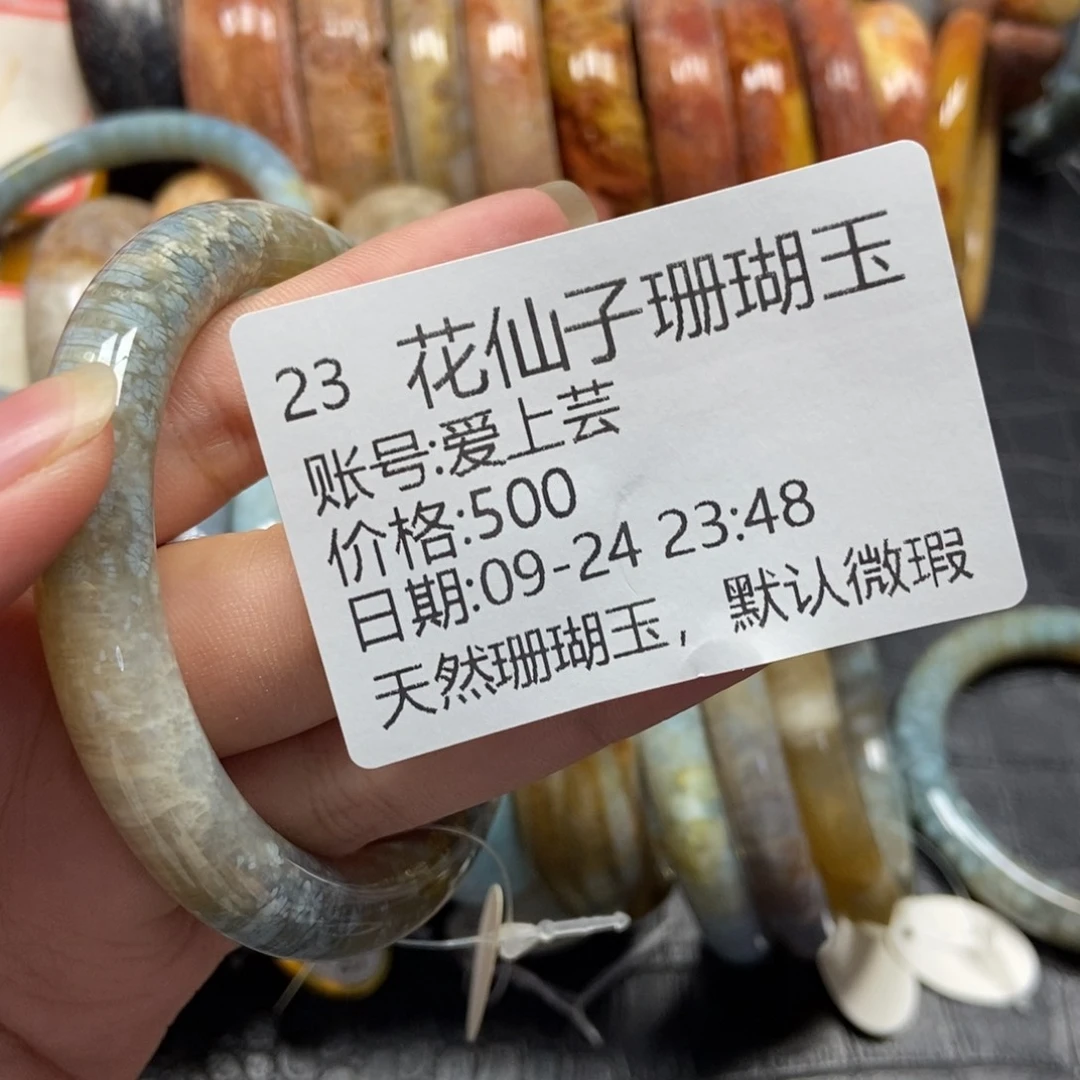 23 花仙子珊瑚玉
账号:爱上芸
价格:500
日期:09-24 23:48
天然珊瑚玉，默认微瑕